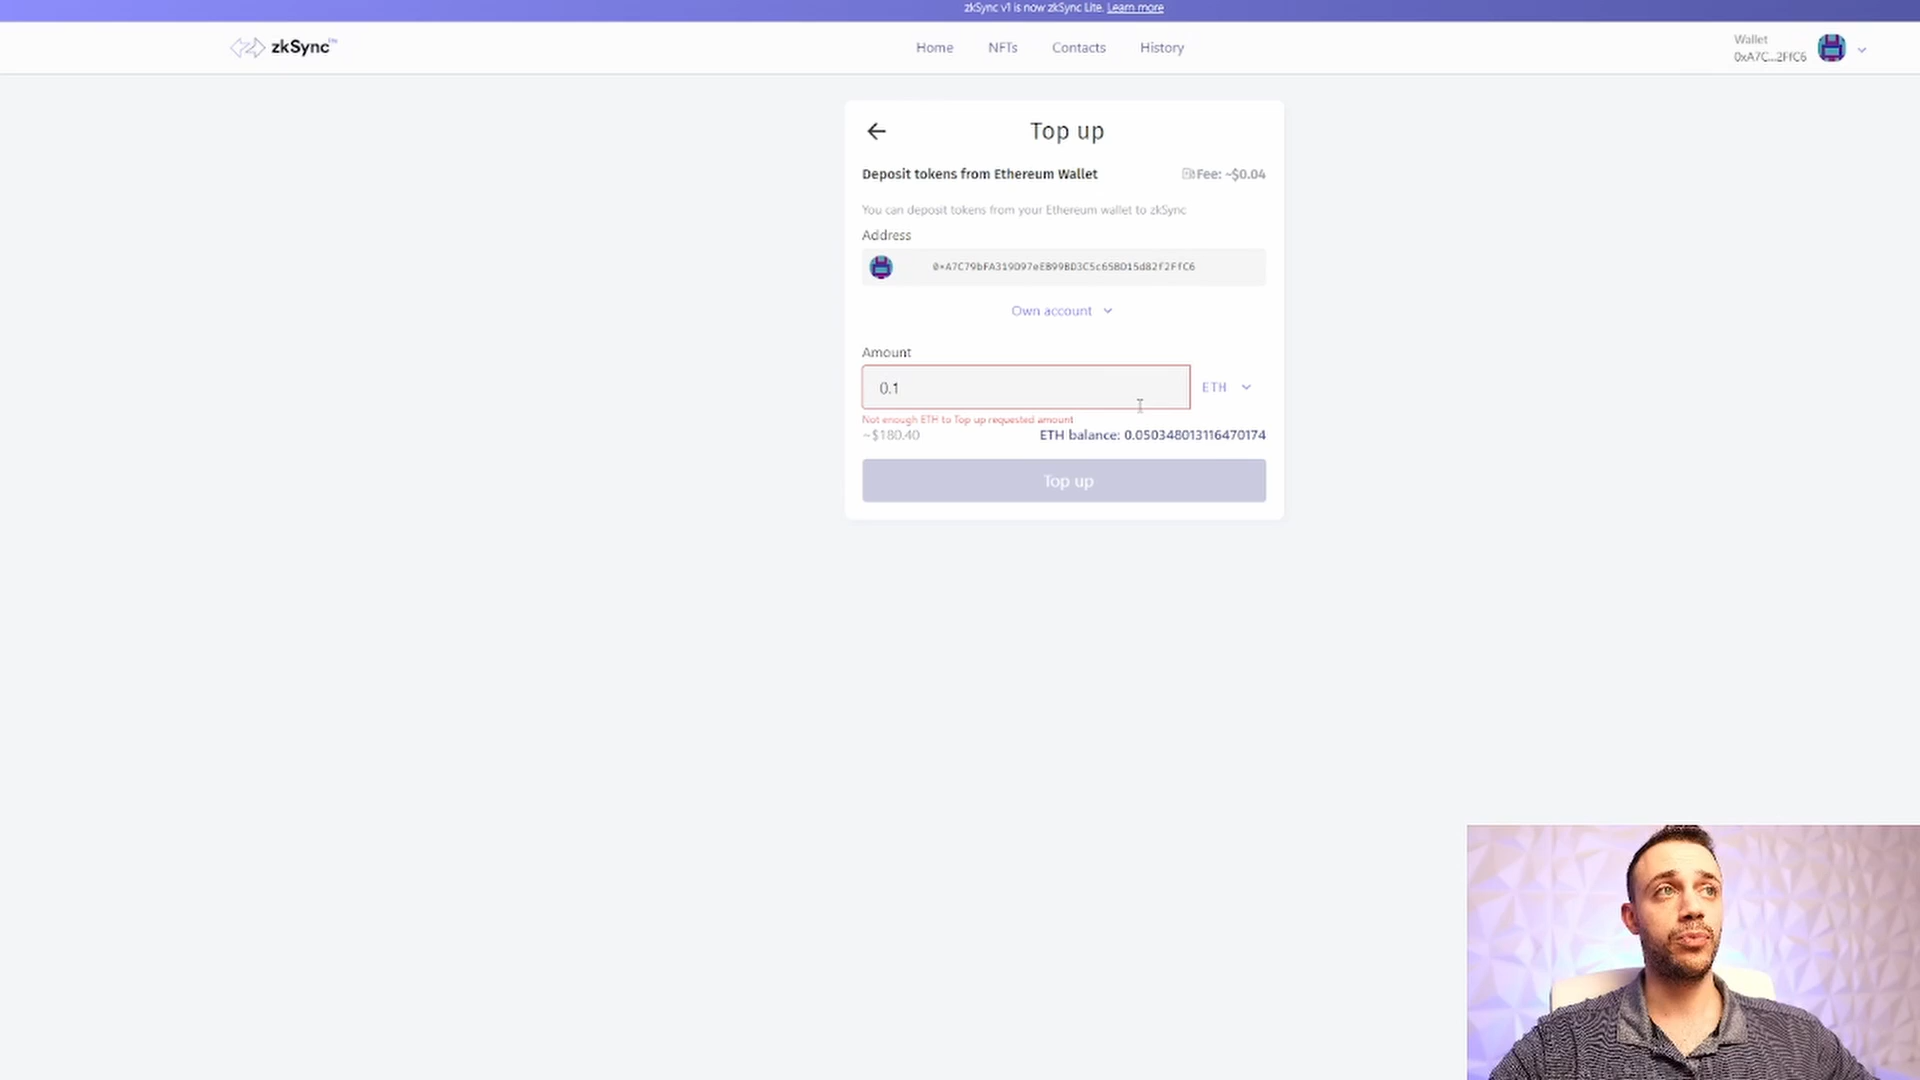 zkSync v1 is now zkSync Lite. Learn more
zkSync™
Home
NFTs
Contacts
History
Wallet
0xA7C...2FfC6
Top up
Deposit tokens from Ethereum Wallet
Fee: ~$0.04
You can deposit tokens from your Ethereum wallet to zkSync
Address
0xA7C79bFA319D97eEB99BD3C5c658D15d82f2FfC6
Own account
Amount
0.1
ETH
Not enough ETH to Top up requested amount
~$180.40
ETH balance: 0.050348013116470174
Top up